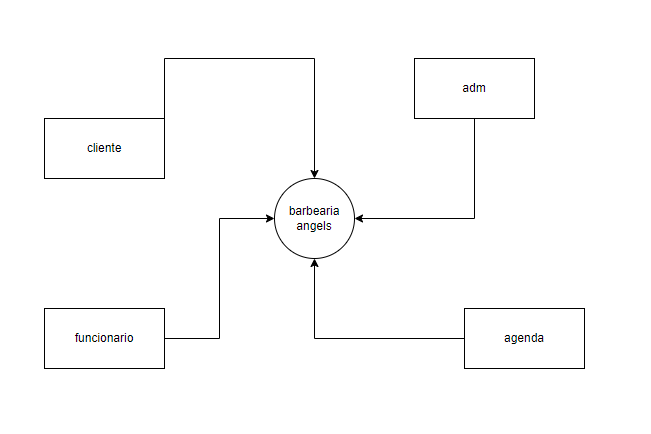 adm
cliente
barbearia
angels
funcionario
agenda